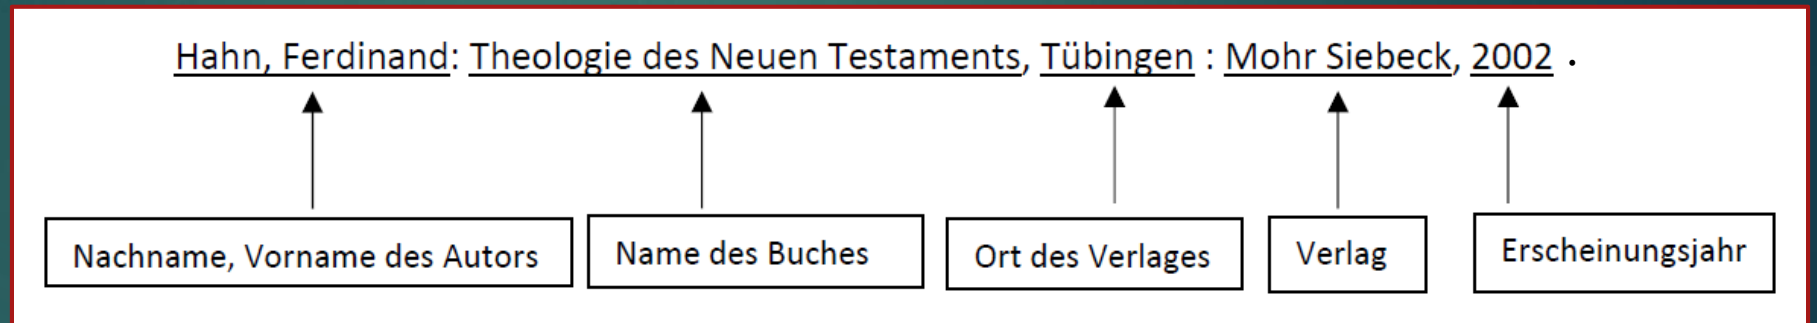 Hahn, Ferdinand: Theologie des Neuen Testaments, Tübingen : Mohr Siebeck, 2002 .
Nachname, Vorname des Autors
Name des Buches
Ort des Verlages
Verlag
Erscheinungsjahr